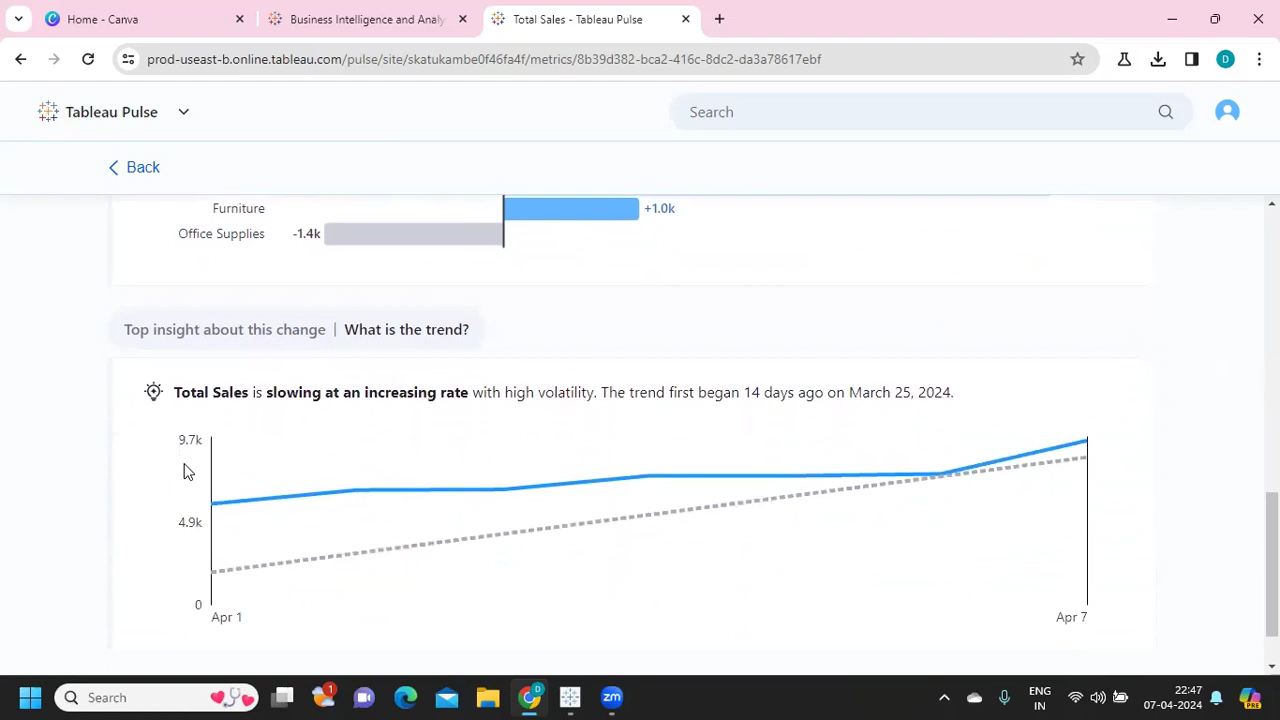 Home - Canva
Business Intelligence and Analy
Total Sales - Tableau Pulse
prod-useast-b.online.tableau.com/pulse/site/skatukambe0f46fa4f/metrics/8b39d382-bca2-416c-8dc2-da3a78617ebf
D
Tableau Pulse
Search
Back
Furniture +1.0k
Office Supplies -1.4k
Top insight about this change | What is the trend?
Total Sales is slowing at an increasing rate with high volatility. The trend first began 14 days ago on March 25, 2024.
9.7k
4.9k
0
Apr 1 Apr 7
Search
1
D
zm
ENG
IN
22:47
07-04-2024
PRE